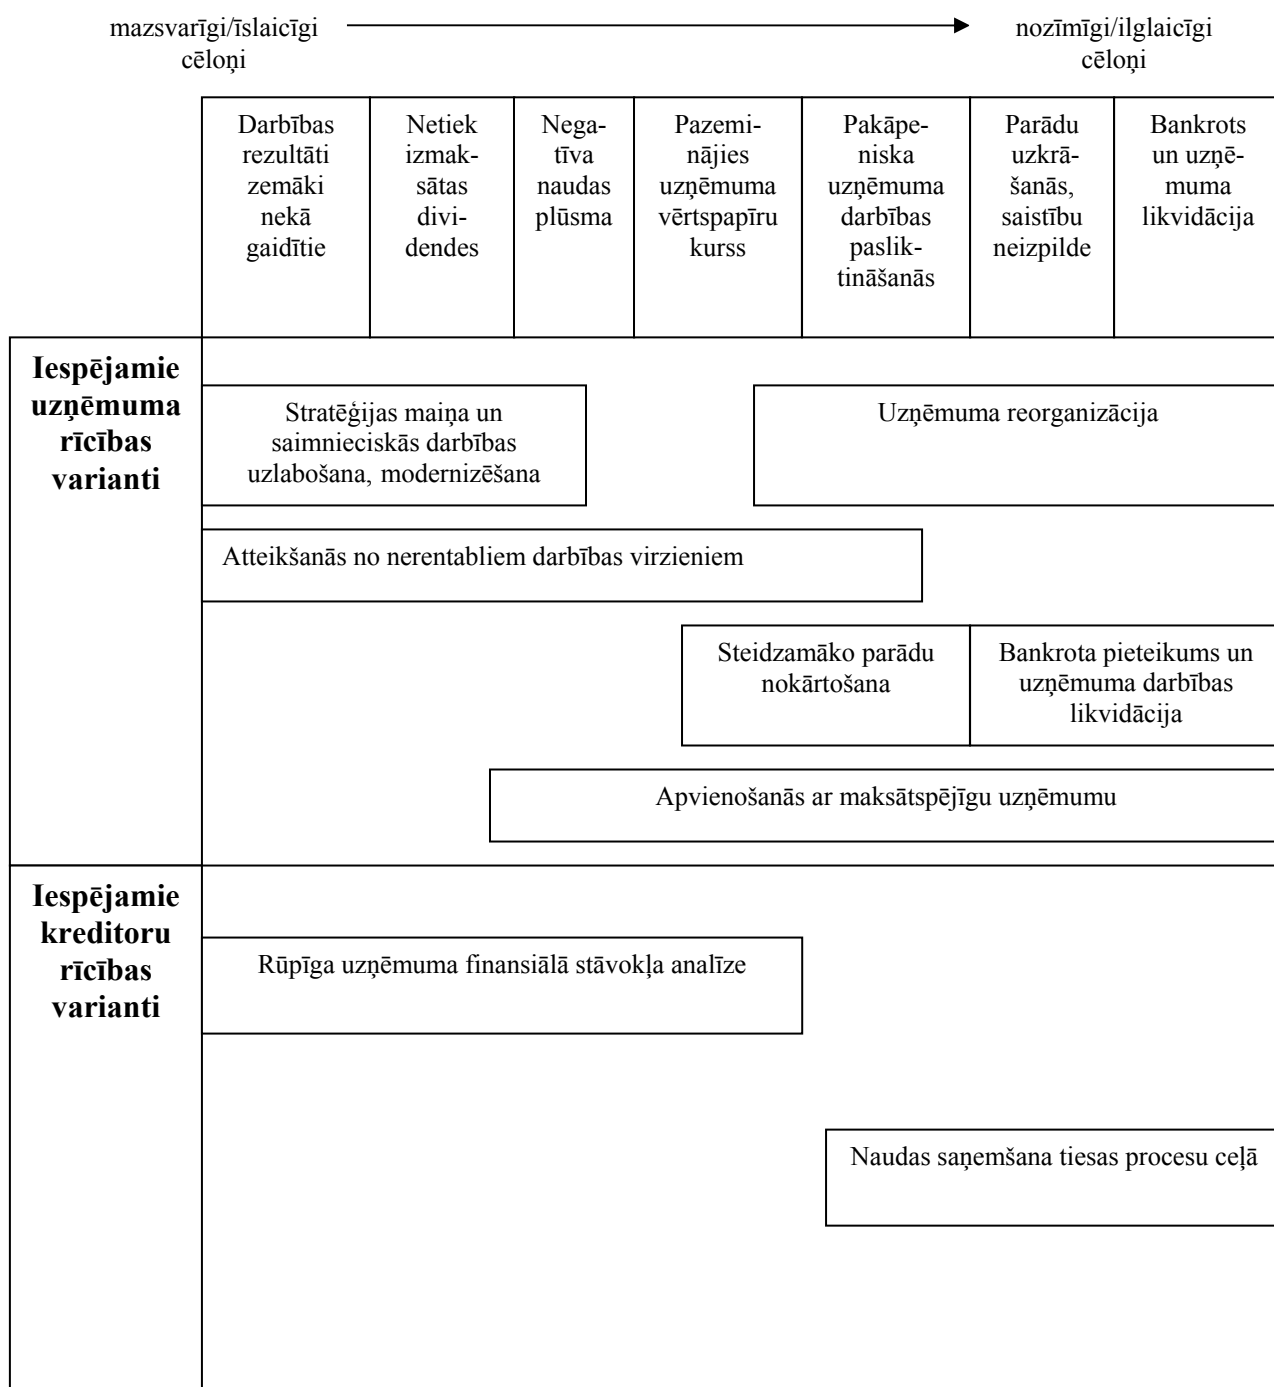 mazsvarīgi/īslaicīgi
cēloņi
nozīmīgi/ilglaicīgi
cēloņi
Darbības
rezultāti
zemāki
nekā
gaidītie
Netiek
izmak-
sātas
divi-
dendes
Nega-
tīva
naudas
plūsma
Pazemi-
nājies
uzņēmuma
vērtspapīru
kurss
Pakāpe-
niska
uzņēmuma
darbības
paslik-
tināšanās
Parādu
uzkrā-
šanās,
saistību
neizpilde
Bankrots
un uzņē-
muma
likvidācija
Iespējamie
uzņēmuma
rīcības
varianti
Stratēģijas maiņa un
saimnieciskās darbības
uzlabošana, modernizēšana
Uzņēmuma reorganizācija
Atteikšanās no nerentabliem darbības virzieniem
Steidzamāko parādu
nokārtošana
Bankrota pieteikums un
uzņēmuma darbības
likvidācija
Apvienošanās ar maksātspējīgu uzņēmumu
Iespējamie
kreditoru
rīcības
varianti
Rūpīga uzņēmuma finansiālā stāvokļa analīze
Naudas saņemšana tiesas procesu ceļā